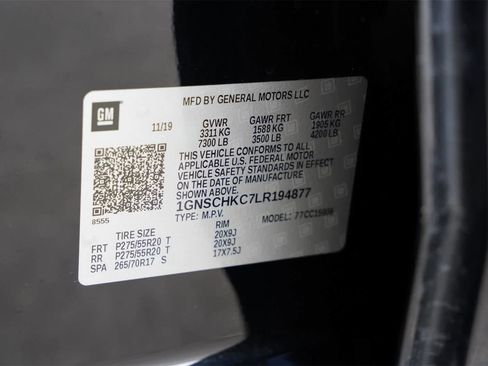 GM
MFD BY GENERAL MOTORS LLC
11/19 GVWR GAWR FRT GAWR RR
3311 KG 1588 KG 1905 KG
7300 LB 3500 LB 4200 LB
THIS VEHICLE CONFORMS TO ALL
APPLICABLE U.S. FEDERAL MOTOR
VEHICLE SAFETY STANDARDS IN EFFECT
ON THE DATE OF MANUFACTURE
SHOWN ABOVE.
1GNSCHKC7LR194877
8555
TYPE: M.P.V. MODEL: 77CC15906
TIRE SIZE RIM
FRT P275/55R20 T 20X9J
RR P275/55R20 T 20X9J
SPA 265/70R17 S 17X7.5J